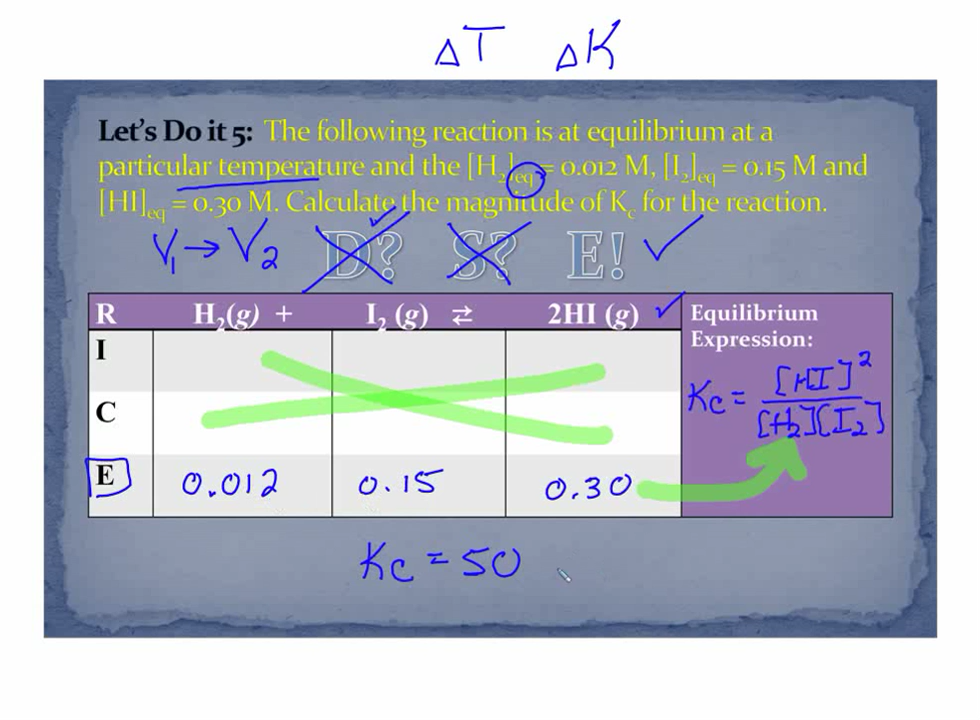 ΔT ΔK
Let's Do it 5: The following reaction is at equilibrium at a
particular temperature and the [H₂]eq = 0.012 M, [I₂]eq = 0.15 M and
[HI]eq = 0.30 M. Calculate the magnitude of Kc for the reaction.
V₁ → V₂ D? S? E! ✓
R H₂(g) + I₂ (g) ⇄ 2HI (g) ✓ Equilibrium
Expression:
I
Kc = [HI]² / [H₂][I₂]
C
E 0.012 0.15 0.30
Kc = 50